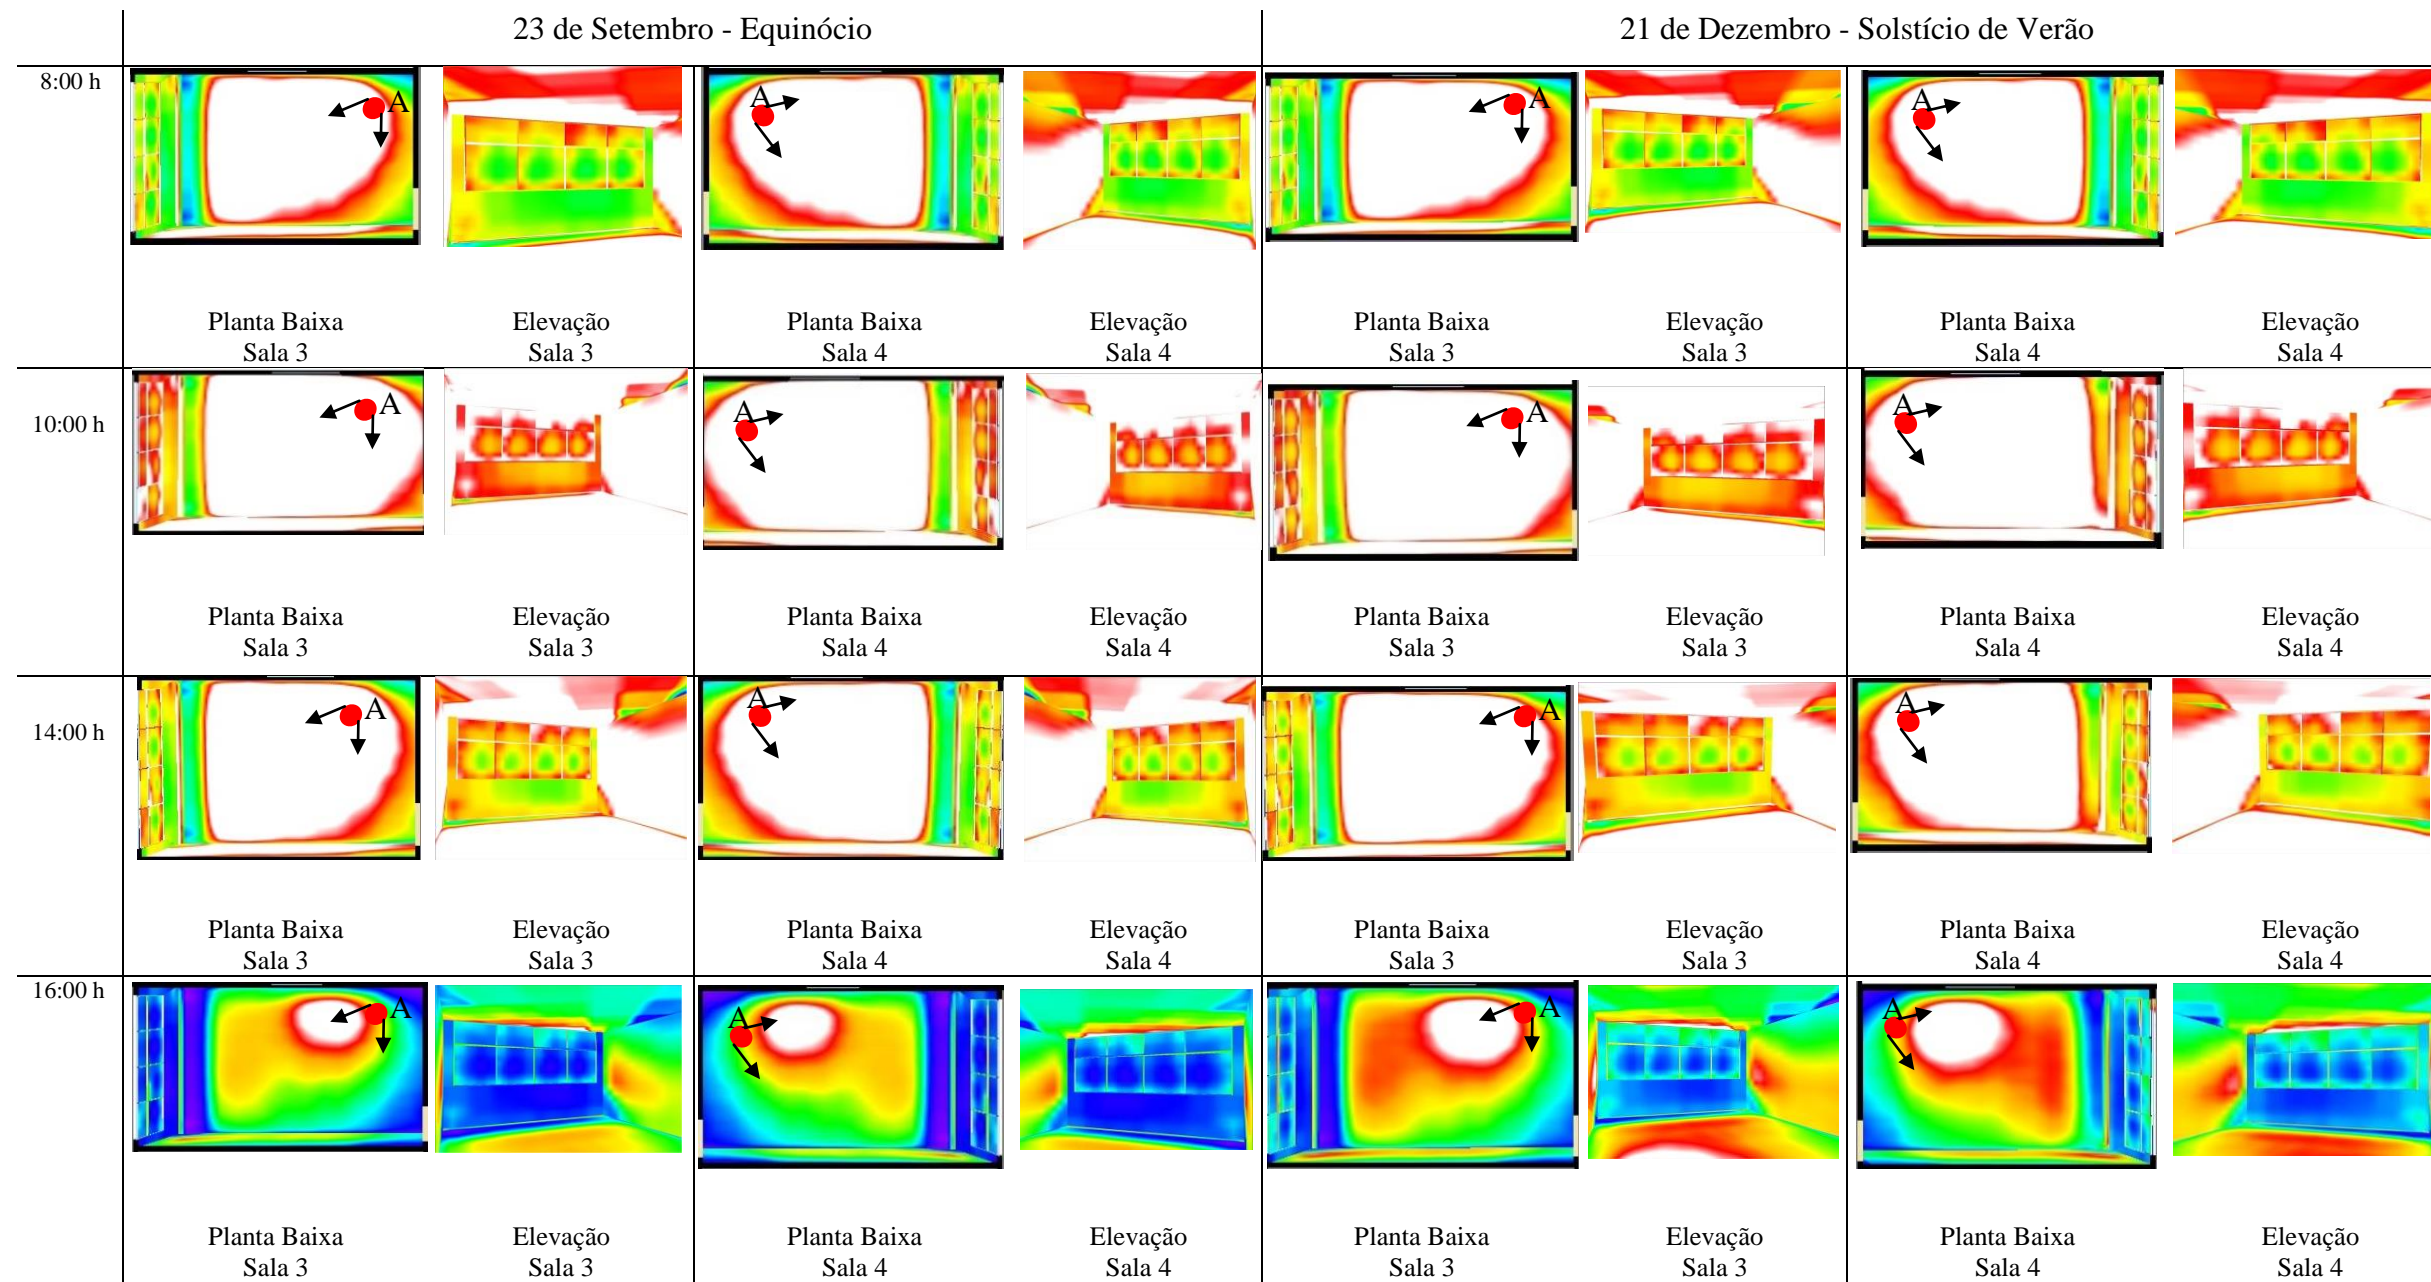 23 de Setembro - Equinócio
21 de Dezembro - Solstício de Verão
8:00 h
A
A
A
A
Planta Baixa
Sala 3
Elevação
Sala 3
Planta Baixa
Sala 4
Elevação
Sala 4
Planta Baixa
Sala 3
Elevação
Sala 3
Planta Baixa
Sala 4
Elevação
Sala 4
10:00 h
A
A
A
A
Planta Baixa
Sala 3
Elevação
Sala 3
Planta Baixa
Sala 4
Elevação
Sala 4
Planta Baixa
Sala 3
Elevação
Sala 3
Planta Baixa
Sala 4
Elevação
Sala 4
14:00 h
A
A
A
A
Planta Baixa
Sala 3
Elevação
Sala 3
Planta Baixa
Sala 4
Elevação
Sala 4
Planta Baixa
Sala 3
Elevação
Sala 3
Planta Baixa
Sala 4
Elevação
Sala 4
16:00 h
A
A
A
A
Planta Baixa
Sala 3
Elevação
Sala 3
Planta Baixa
Sala 4
Elevação
Sala 4
Planta Baixa
Sala 3
Elevação
Sala 3
Planta Baixa
Sala 4
Elevação
Sala 4